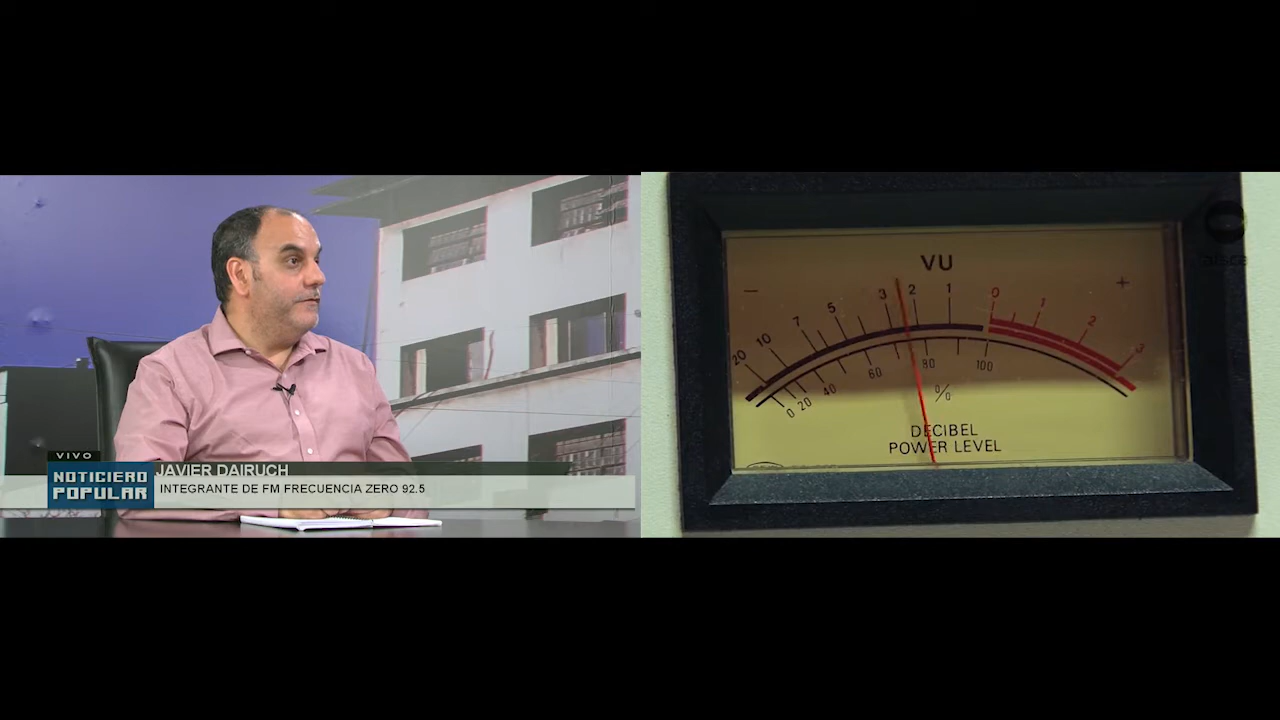 VIVO
NOTICIERO
POPULAR
JAVIER DAIRUCH
INTEGRANTE DE FM FRECUENCIA ZERO 92.5
VU
− +
20 10 7 5 3 2 1 0 1 2 3
0 20 40 60 80 100
%
DECIBEL
POWER LEVEL